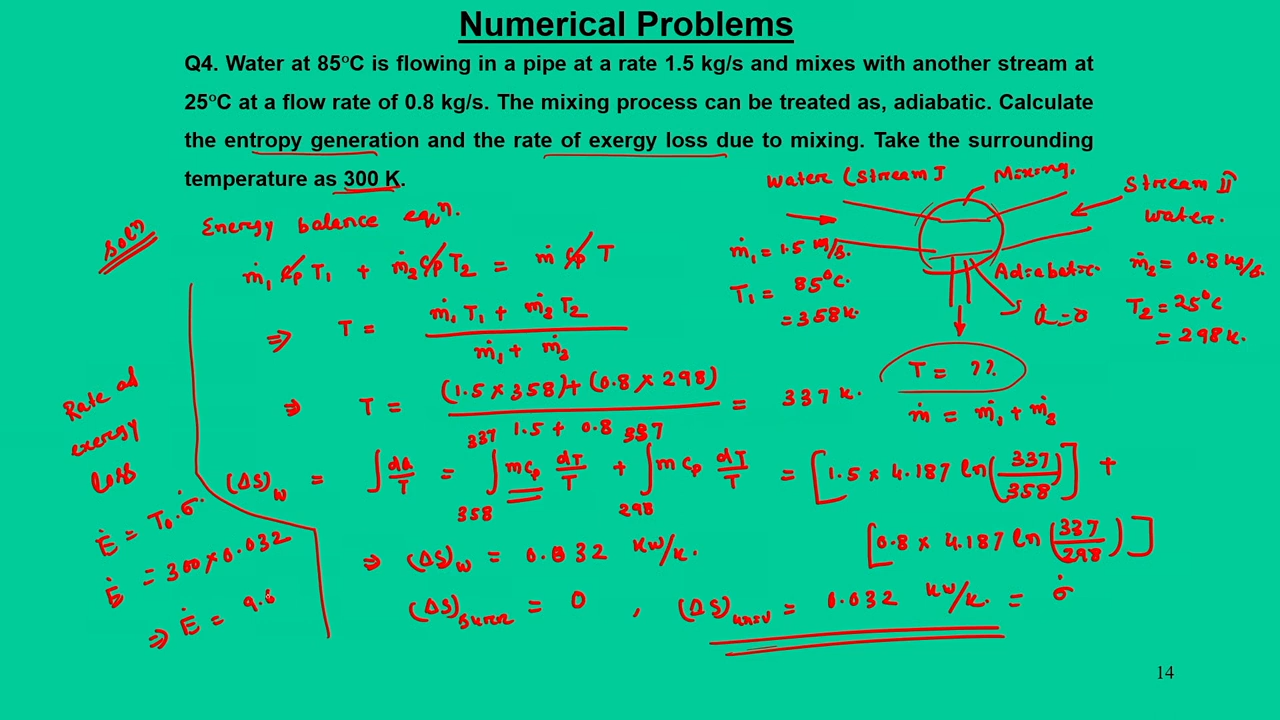 Numerical Problems
Q4. Water at 85°C is flowing in a pipe at a rate 1.5 kg/s and mixes with another stream at
25°C at a flow rate of 0.8 kg/s. The mixing process can be treated as, adiabatic. Calculate
the entropy generation and the rate of exergy loss due to mixing. Take the surrounding
temperature as 300 K.
Water (Stream I
Mixing.
Stream II
Water.
Soln
Energy balance eqn.
ṁ₁ cp T₁ + ṁ₂ cp T₂ = ṁ cp T
ṁ₁ = 1.5 kg/s.
T₁ = 85°C.
= 358 K.
Adiabatic.
Q = 0
ṁ₂ = 0.8 kg/s.
T₂ = 25°C
= 298 K.
⇒ T = (ṁ₁ T₁ + ṁ₂ T₂) / (ṁ₁ + ṁ₂)
T = ??
ṁ = ṁ₁ + ṁ₂
⇒ T = ((1.5 × 358) + (0.8 × 298)) / (1.5 + 0.8) = 337 K.
(ΔS)w = ∫ dQ/T = ∫₃₅₈³³⁷ m cp dT/T + ∫₂₉₈³³⁷ m cp dT/T = [1.5 × 4.187 ln(337/358)] +
[0.8 × 4.187 ln(337/298)]
⇒ (ΔS)w = 0.032 kW/K.
(ΔS)surr = 0 , (ΔS)univ = 0.032 kW/K. = σ̇
Rate of
exergy
loss
Ė = T₀ · σ̇.
Ė = 300 × 0.032
⇒ Ė = 9.6
14